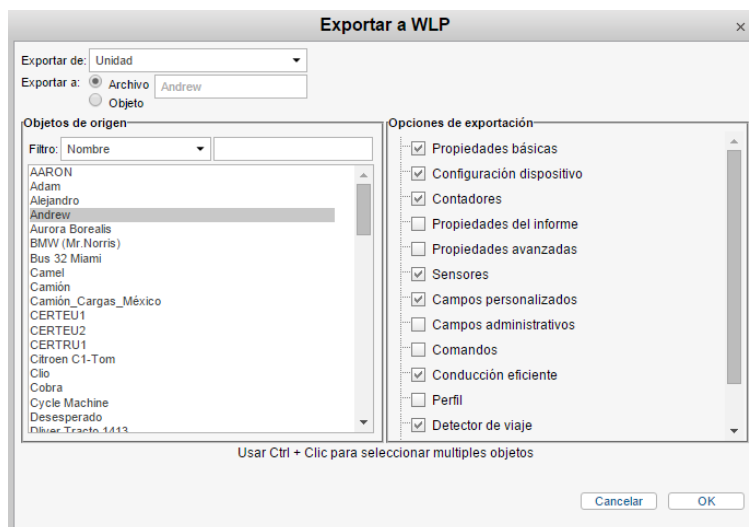 Exportar a WLP
×
Exportar de: Unidad
Exportar a: Archivo Andrew
Objeto
Objetos de origen
Filtro: Nombre
AARON
Adam
Alejandro
Andrew
Aurora Borealis
BMW (Mr.Norris)
Bus 32 Miami
Camel
Camión
Camión_Cargas_México
CERTEU1
CERTEU2
CERTRU1
Citroen C1-Tom
Clio
Cobra
Cycle Machine
Desesperado
Dliver Tracto 1413
Opciones de exportación
Propiedades básicas
Configuración dispositivo
Contadores
Propiedades del informe
Propiedades avanzadas
Sensores
Campos personalizados
Campos administrativos
Comandos
Conducción eficiente
Perfil
Detector de viaje
Usar Ctrl + Clic para seleccionar multiples objetos
Cancelar
OK